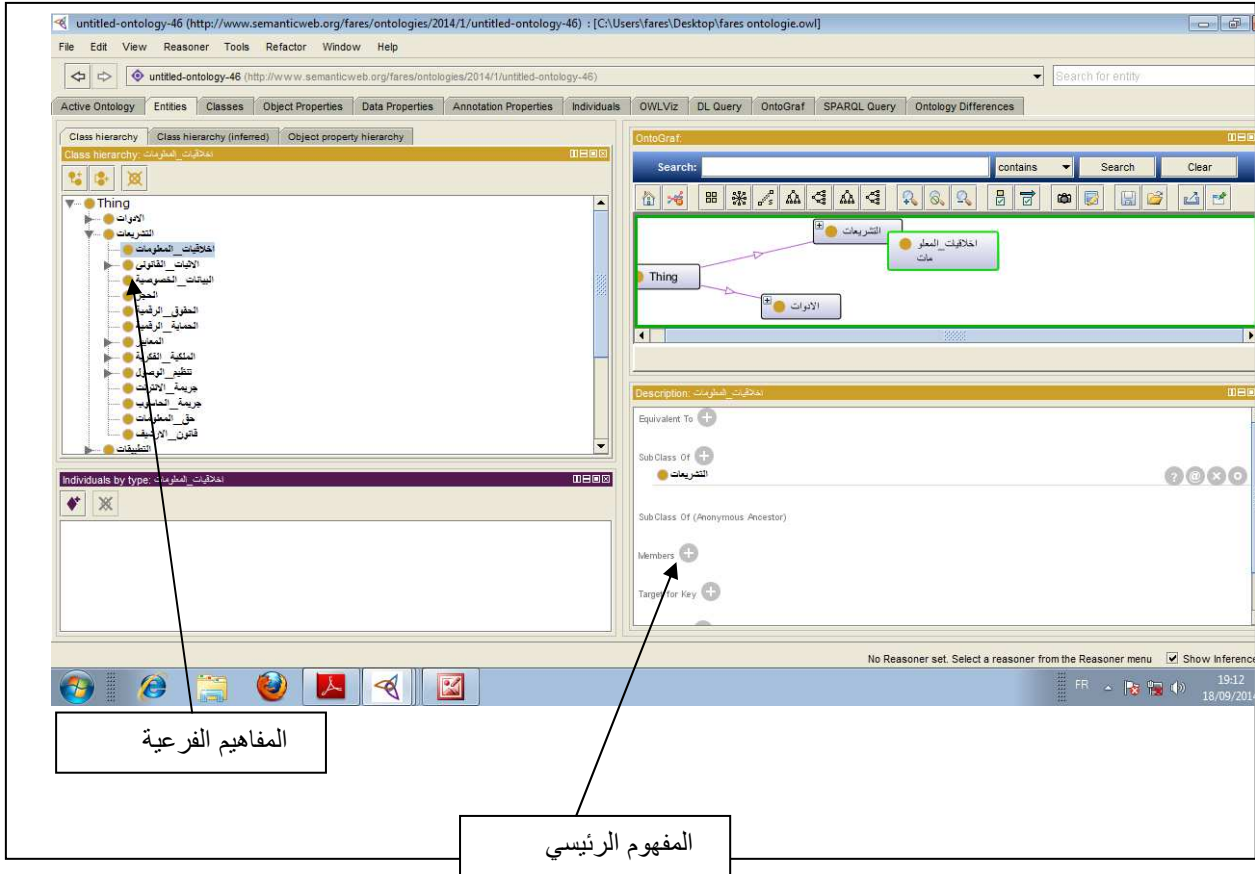 untitled-ontology-46 (http://www.semanticweb.org/fares/ontologies/2014/1/untitled-ontology-46) : [C:\Users\fares\Desktop\fares ontologie.owl]
File Edit View Reasoner Tools Refactor Window Help
untitled-ontology-46 (http://www.semanticweb.org/fares/ontologies/2014/1/untitled-ontology-46)
Search for entity
Active Ontology Entities Classes Object Properties Data Properties Annotation Properties Individuals OWLViz DL Query OntoGraf SPARQL Query Ontology Differences
Class hierarchy Class hierarchy (inferred) Object property hierarchy
Class hierarchy: اخلاقيات_المعلومات
Thing
الادوات
التشريعات
اخلاقيات_المعلومات
الاثبات_القانوني
البيانات_الخصوصية
الحجز
الحقوق_الرقمية
الحماية_الرقمية
المعايير
الملكية_الفكرية
تنظيم_الوصول
جريمة_الانترنت
جريمة_الحاسوب
حق_المعلومات
قانون_الارشيف
التطبيقات
Individuals by type: اخلاقيات_المعلومات
OntoGraf:
Search: contains Search Clear
التشريعات
اخلاقيات_المعلو
مات
Thing
الادوات
Description: اخلاقيات_المعلومات
Equivalent To
SubClass Of
التشريعات
SubClass Of (Anonymous Ancestor)
Members
Target for Key
No Reasoner set. Select a reasoner from the Reasoner menu Show Inference
FR
19:12
18/09/201
المفاهيم الفرعية
المفهوم الرئيسي